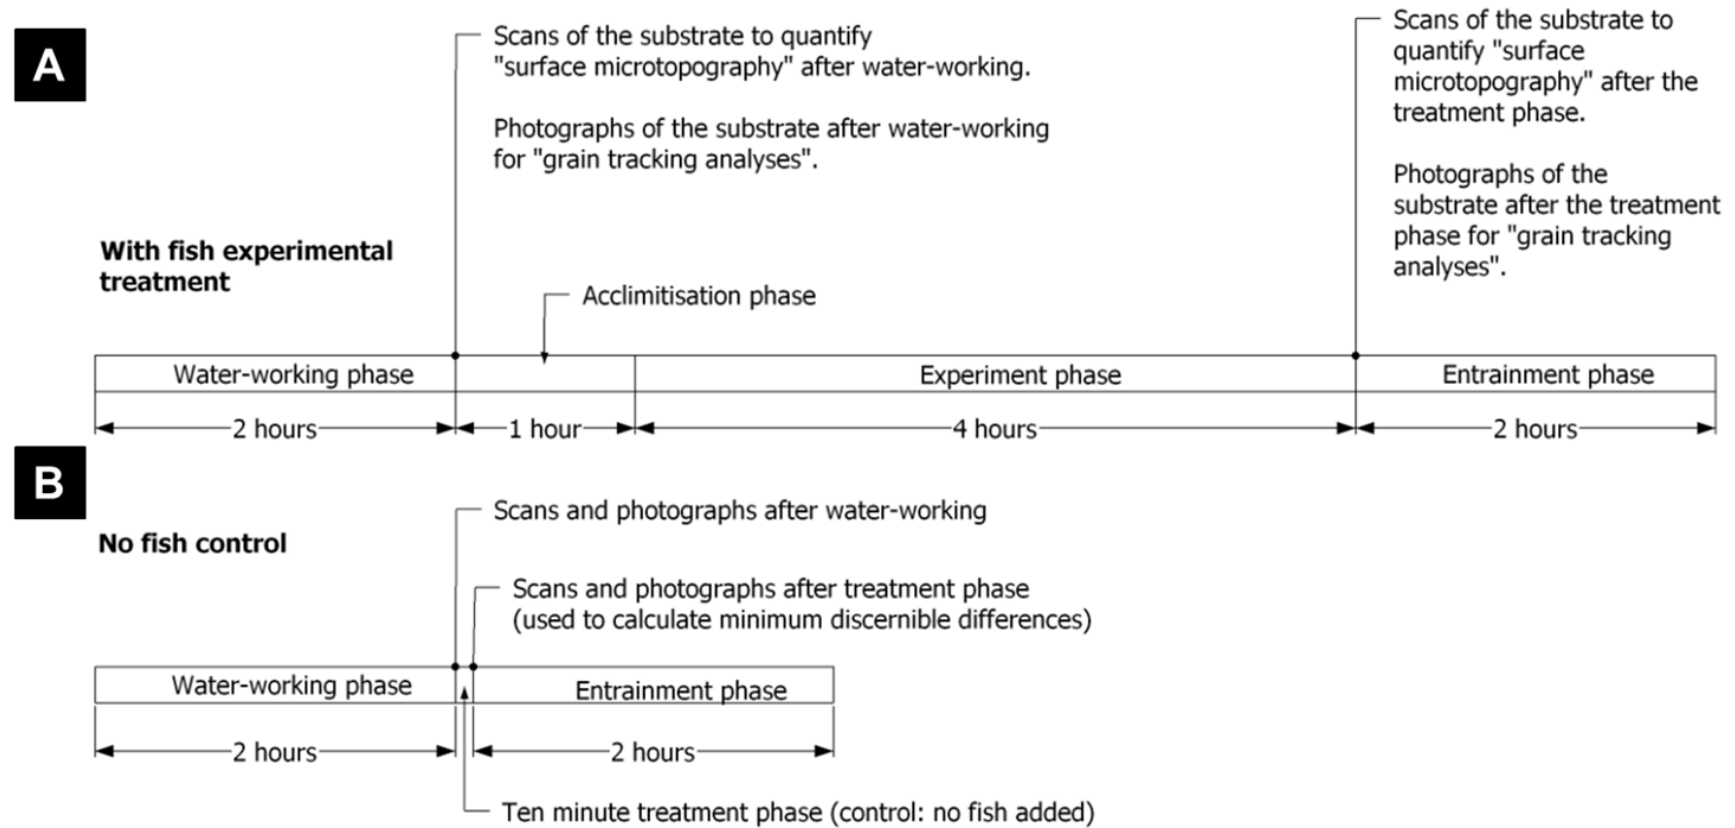 A
Scans of the substrate to quantify
"surface microtopography" after water-working.
Photographs of the substrate after water-working
for "grain tracking analyses".
Scans of the substrate to
quantify "surface
microtopography" after the
treatment phase.
Photographs of the
substrate after the treatment
phase for "grain tracking
analyses".
With fish experimental
treatment
Acclimitisation phase
Water-working phase
Experiment phase
Entrainment phase
2 hours
1 hour
4 hours
2 hours
B
No fish control
Scans and photographs after water-working
Scans and photographs after treatment phase
(used to calculate minimum discernible differences)
Water-working phase
Entrainment phase
2 hours
2 hours
Ten minute treatment phase (control: no fish added)